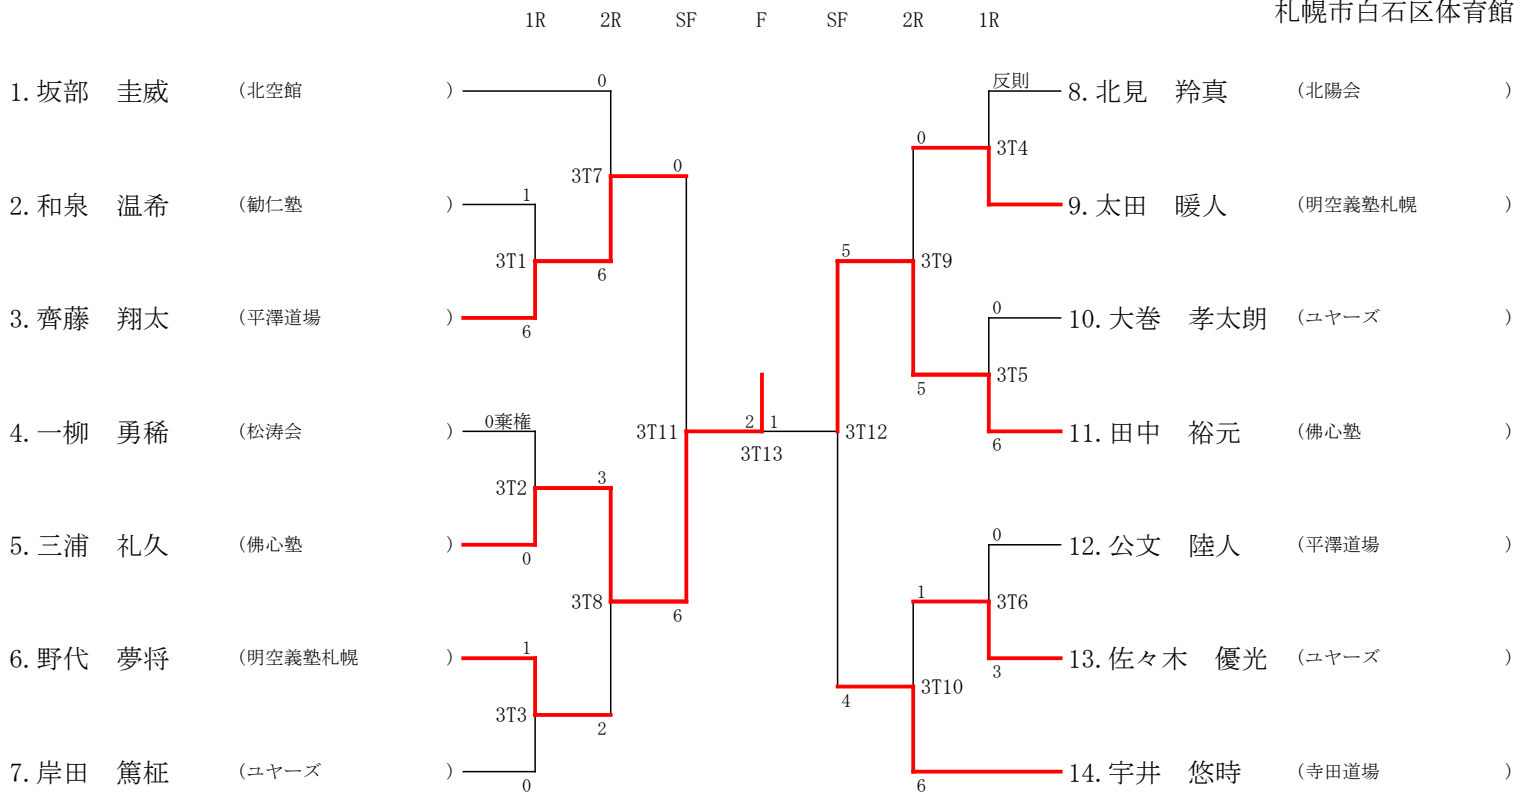 札幌市白石区体育館
1R 2R SF F SF 2R 1R
1. 坂部 圭威 (北空館 )
0
反則
8. 北見 羚真 (北陽会 )
0
3T4
3T7
0
2. 和泉 温希 (勧仁塾 )
1
9. 太田 暖人 (明空義塾札幌 )
3T1
6
5
3T9
3. 齊藤 翔太 (平澤道場 )
6
0
10. 大巻 孝太朗 (ユヤーズ )
3T5
5
4. 一柳 勇稀 (松涛会 )
0棄権
3T11
2 1
3T13
3T12
11. 田中 裕元 (佛心塾 )
6
3T2
3
5. 三浦 礼久 (佛心塾 )
0
0
12. 公文 陸人 (平澤道場 )
3T8
6
1
3T6
6. 野代 夢将 (明空義塾札幌 )
1
13. 佐々木 優光 (ユヤーズ )
3
3T3
2
4
3T10
7. 岸田 篤柾 (ユヤーズ )
0
14. 宇井 悠時 (寺田道場 )
6